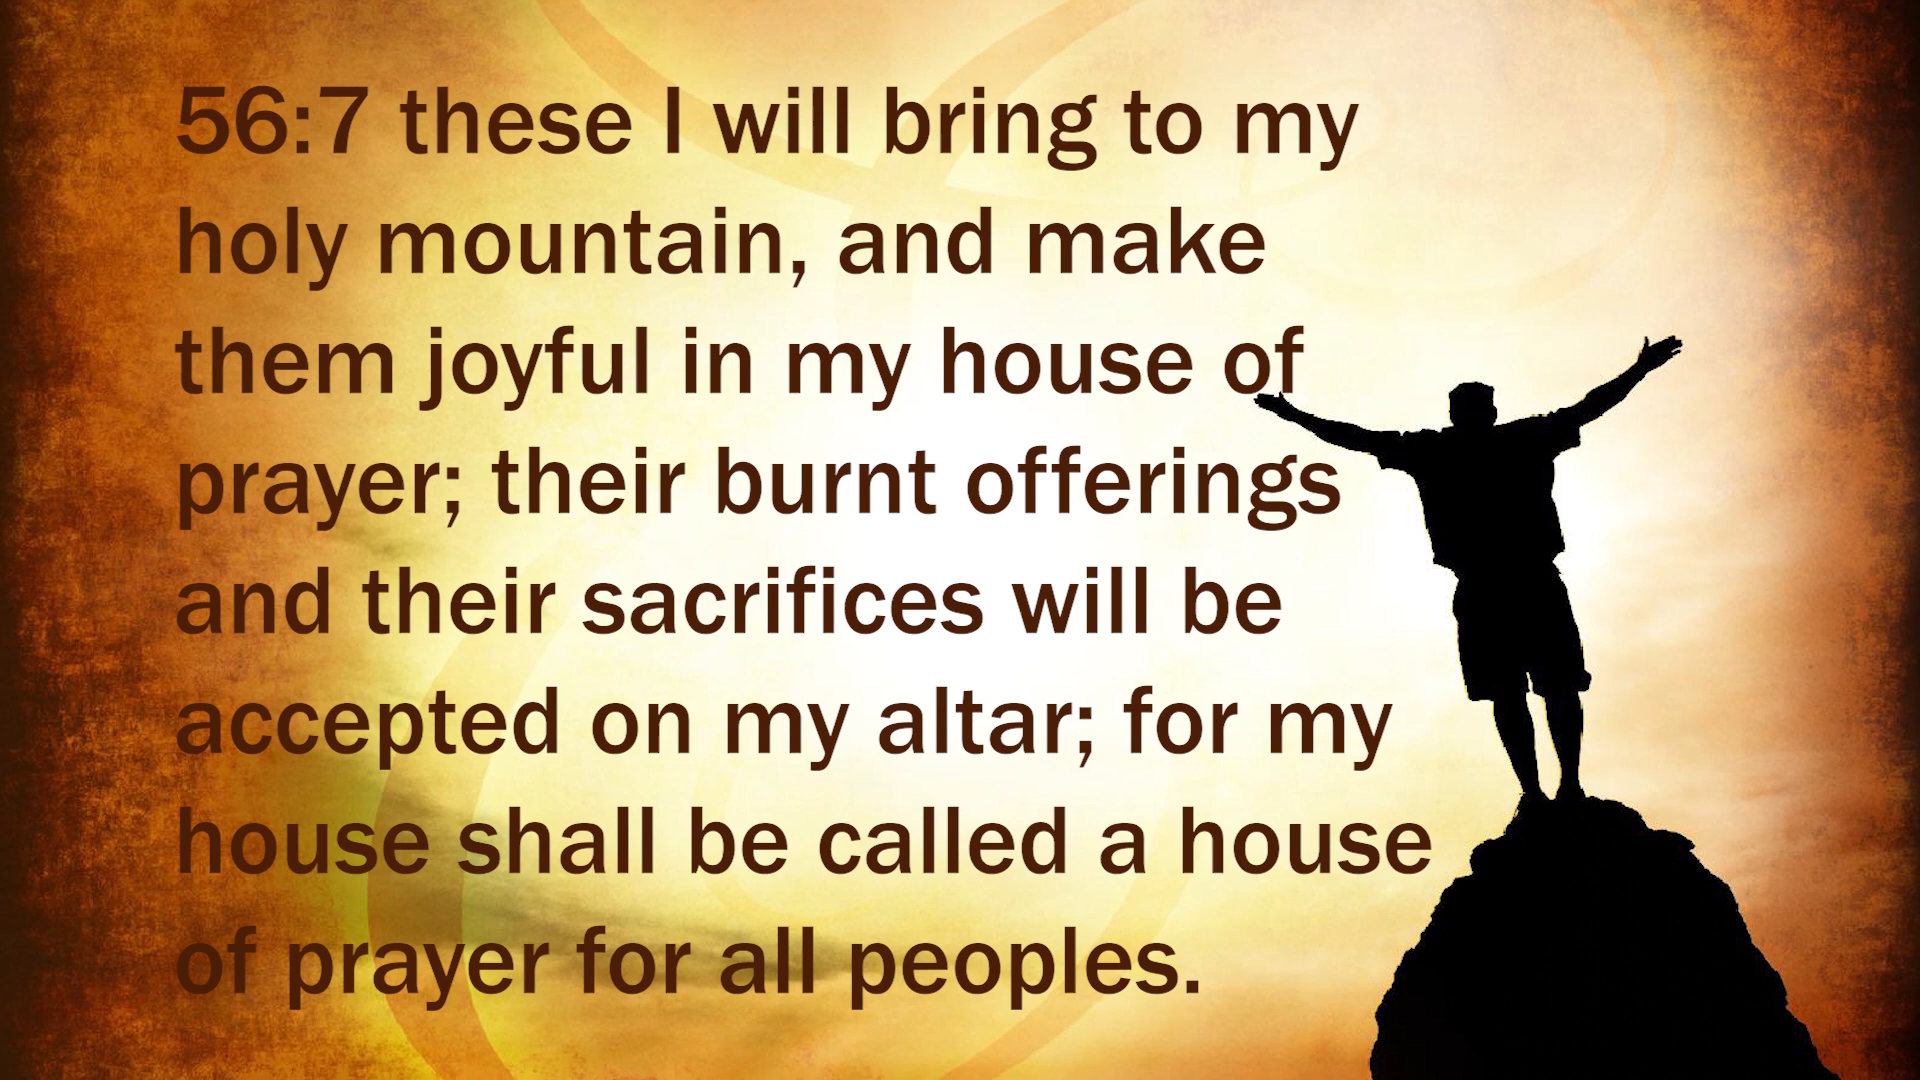 56:7 these I will bring to my
holy mountain, and make
them joyful in my house of
prayer; their burnt offerings
and their sacrifices will be
accepted on my altar; for my
house shall be called a house
of prayer for all peoples.